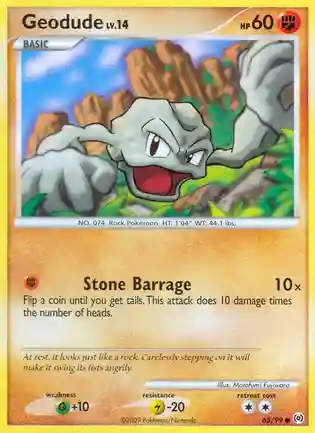 Geodude LV.14 HP 60
BASIC
NO. 074 Rock Pokémon HT: 1'04" WT: 44.1 lbs.
Stone Barrage 10×
Flip a coin until you get tails. This attack does 10 damage times
the number of heads.
At rest, it looks just like a rock. Carelessly stepping on it will
make it swing its fists angrily.
Illus. Motofumi Fujiwara
weakness resistance retreat cost
+10 -20
©2009 Pokémon/Nintendo 65/99